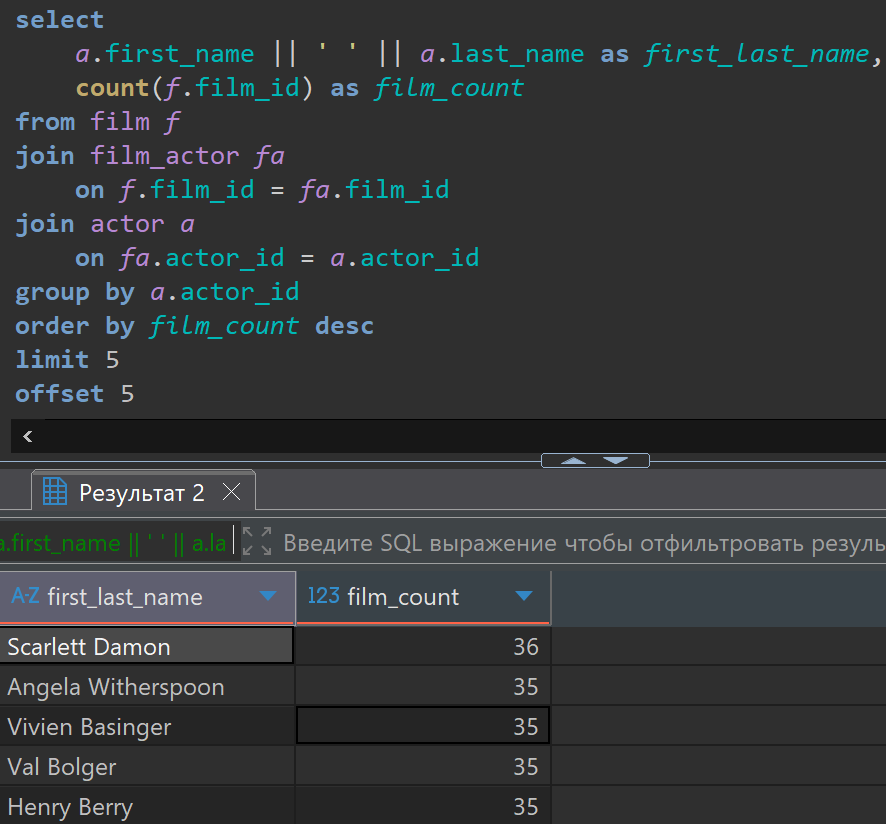 select
a.first_name || ' ' || a.last_name as first_last_name,
count(f.film_id) as film_count
from film f
join film_actor fa
on f.film_id = fa.film_id
join actor a
on fa.actor_id = a.actor_id
group by a.actor_id
order by film_count desc
limit 5
offset 5
Результат 2
a.first_name || ' ' || a.la Введите SQL выражение чтобы отфильтровать резуль
A-Z first_last_name 123 film_count
Scarlett Damon 36
Angela Witherspoon 35
Vivien Basinger 35
Val Bolger 35
Henry Berry 35